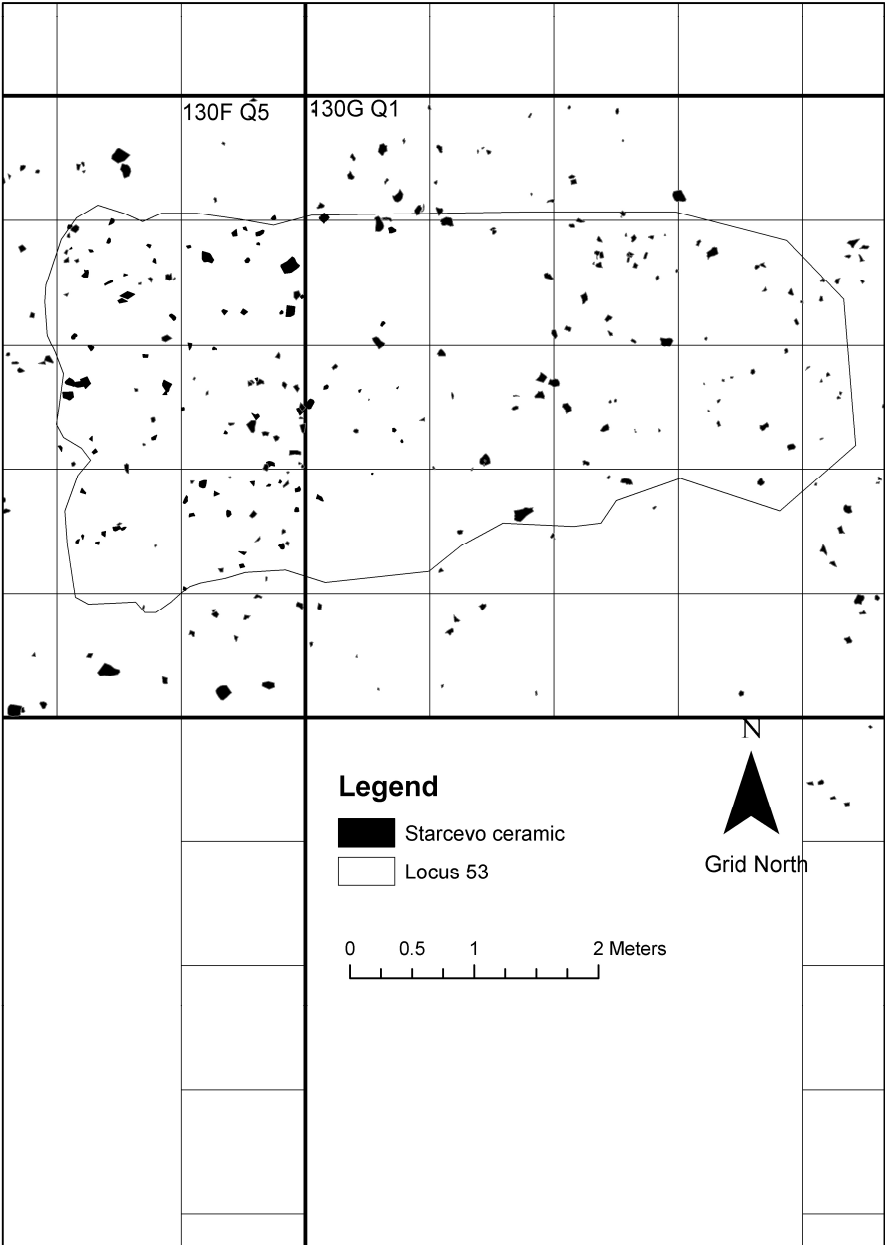 130F Q5 130G Q1
N
Legend
Starcevo ceramic
Locus 53
Grid North
0 0.5 1 2 Meters